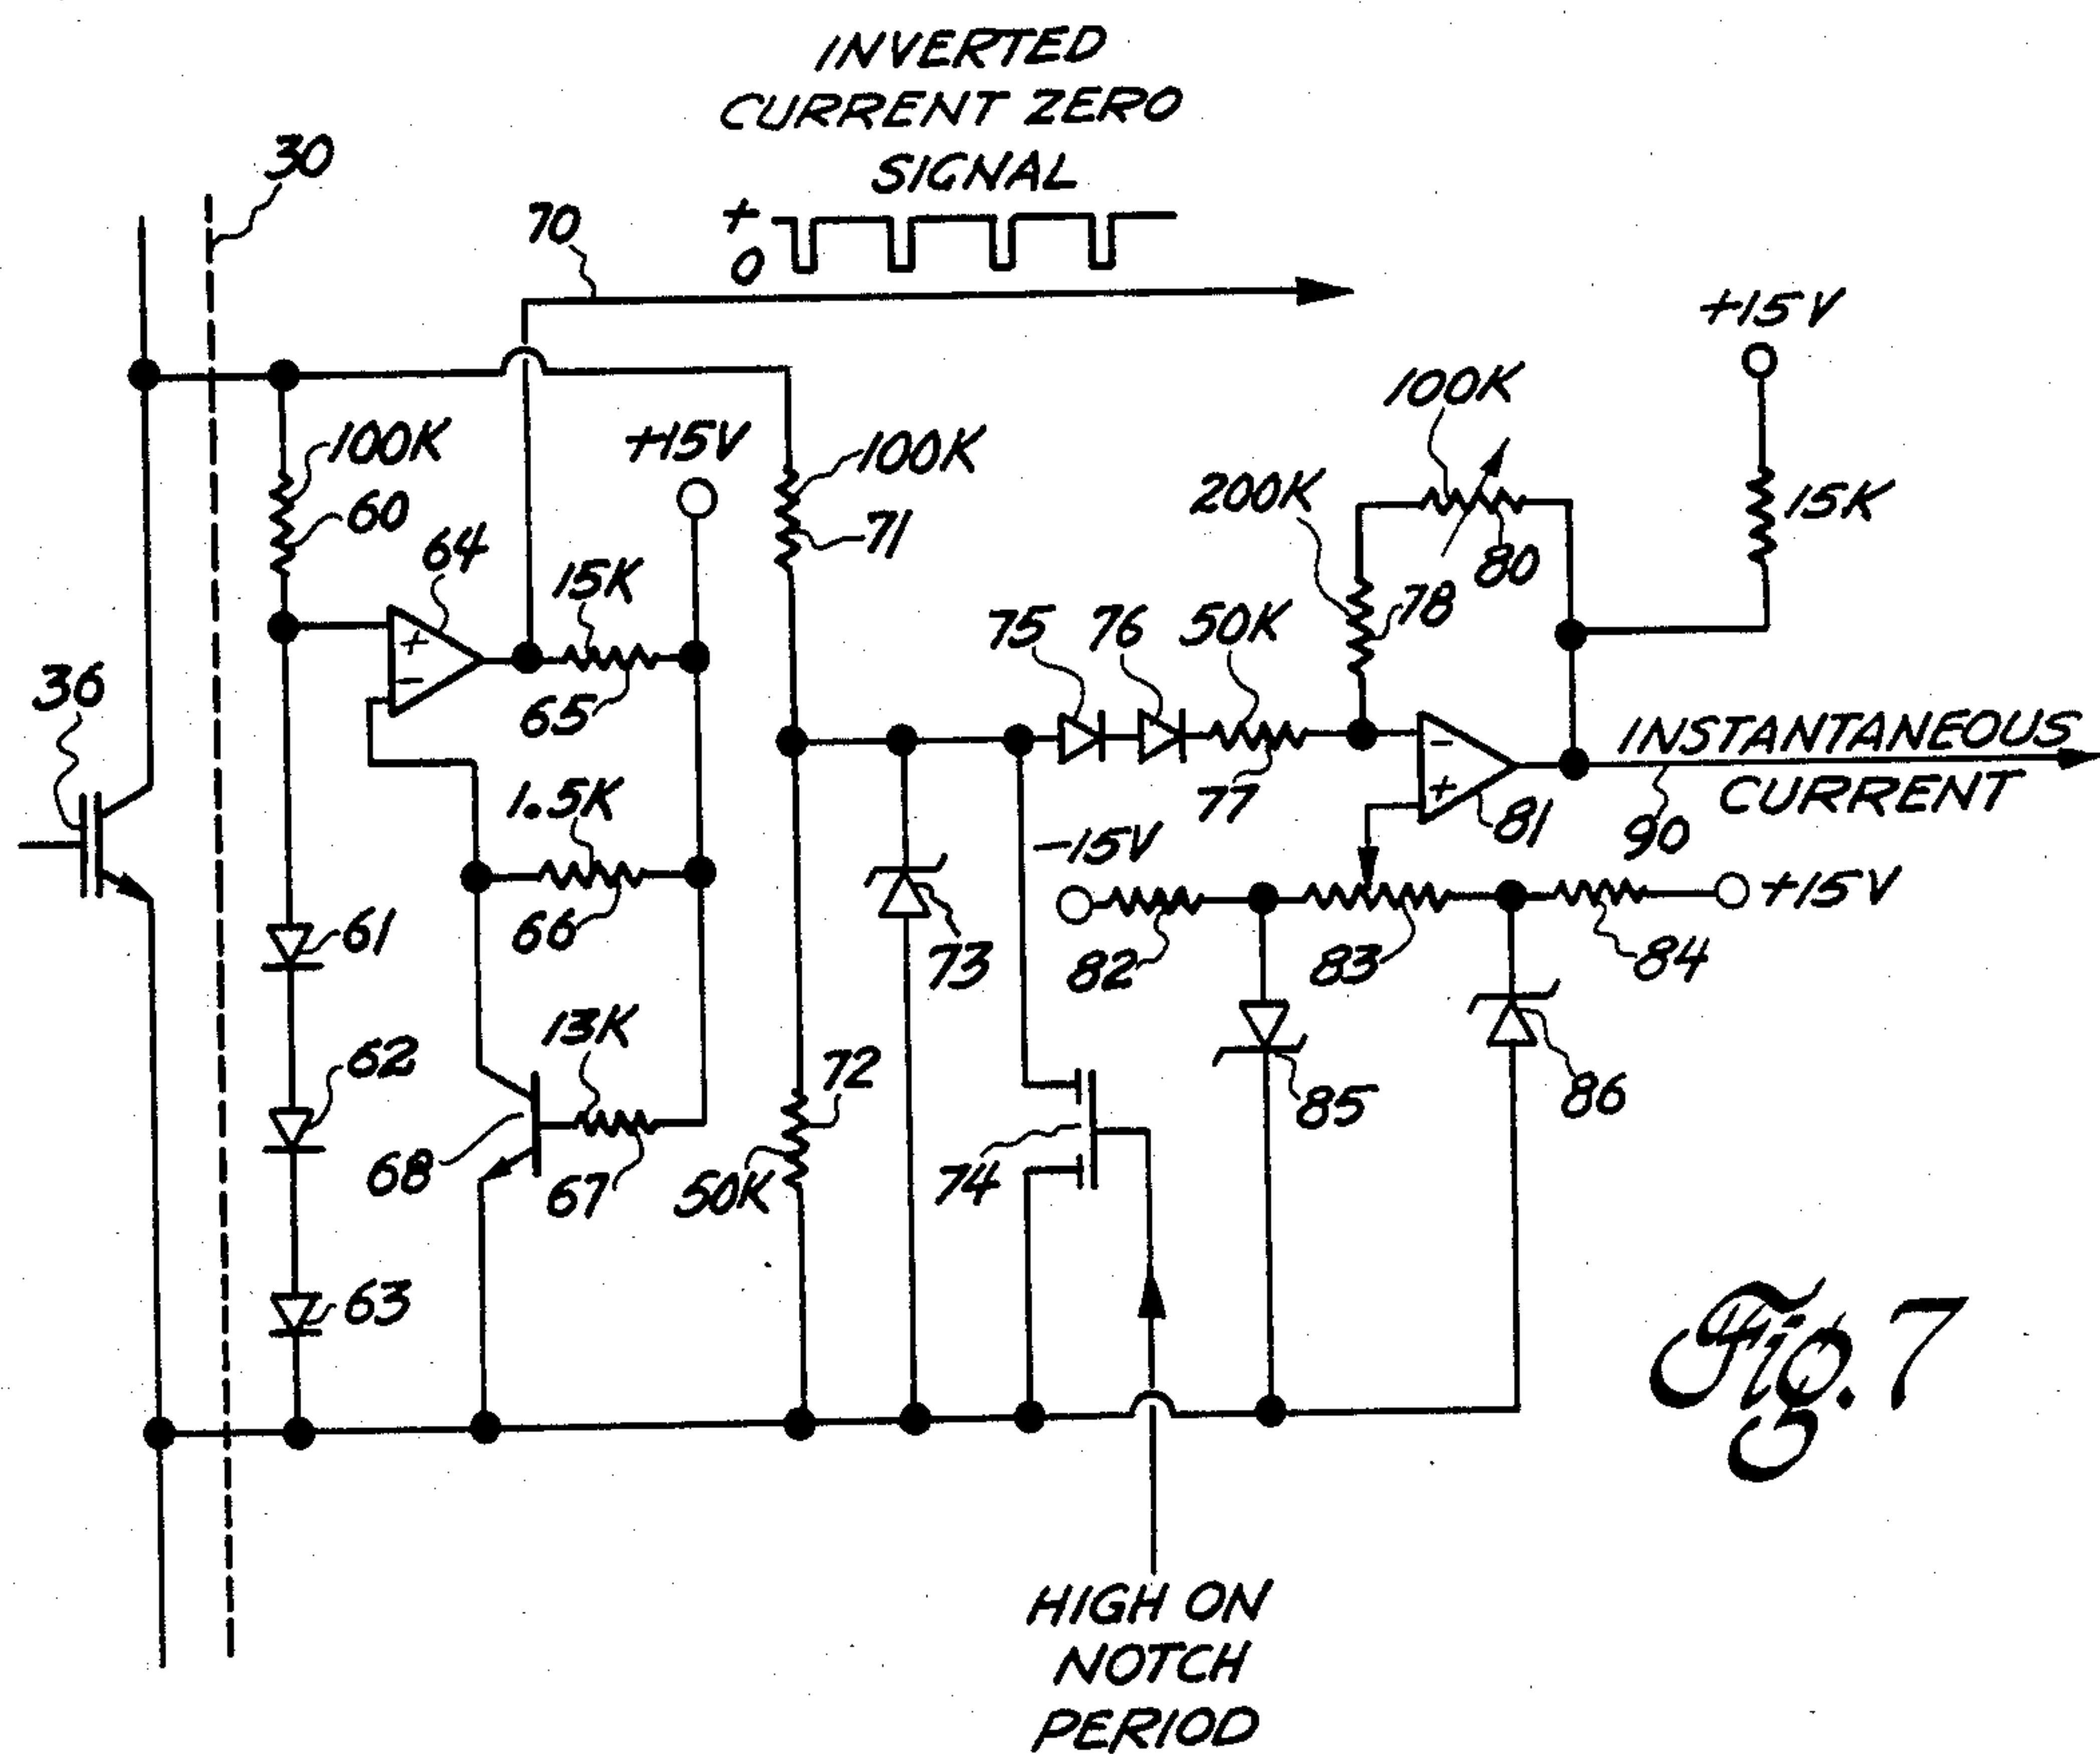 INVERTED
CURRENT ZERO
SIGNAL
30
70
+
0
+15V
100K
100K
+15V
100K
200K
15K
60
64
71
80
15K
78
75
76
50K
36
65
INSTANTANEOUS
CURRENT
+
-
-
+
1.5K
77
81
90
-15V
+15V
61
66
73
82
83
84
13K
62
72
85
86
68
67
50K
74
63
Fig. 7
HIGH ON
NOTCH
PERIOD